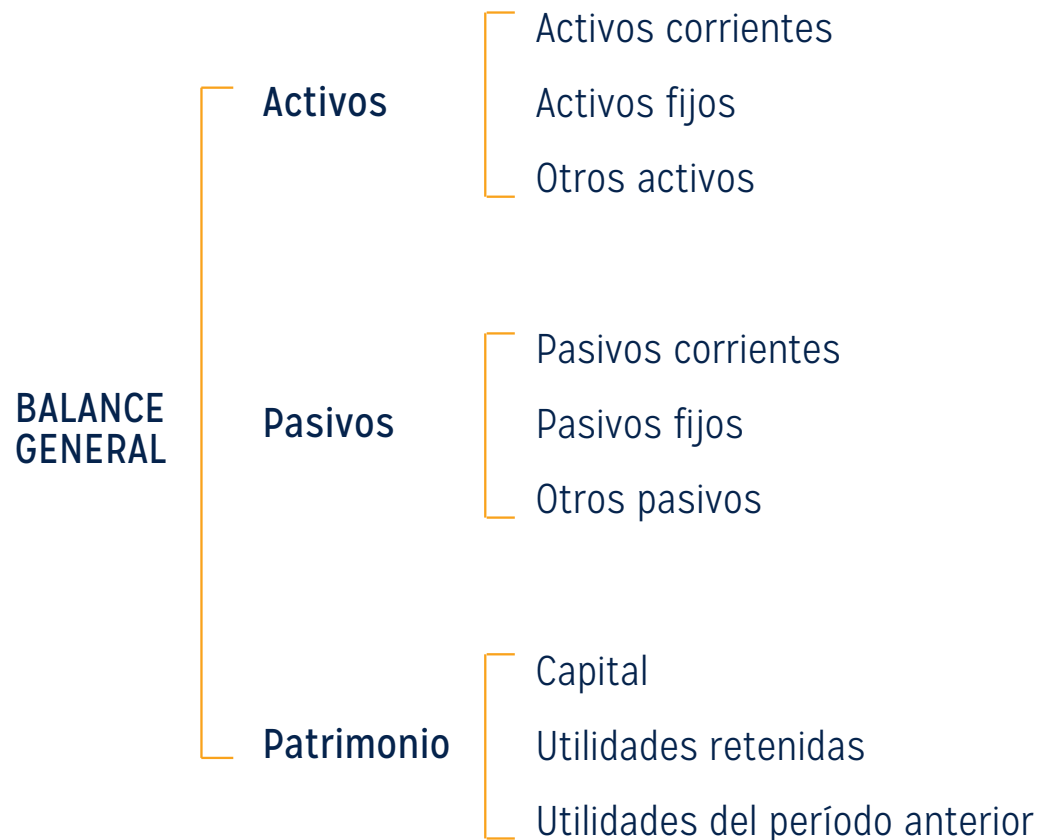 BALANCE
GENERAL
Activos
Activos corrientes
Activos fijos
Otros activos
Pasivos
Pasivos corrientes
Pasivos fijos
Otros pasivos
Patrimonio
Capital
Utilidades retenidas
Utilidades del período anterior